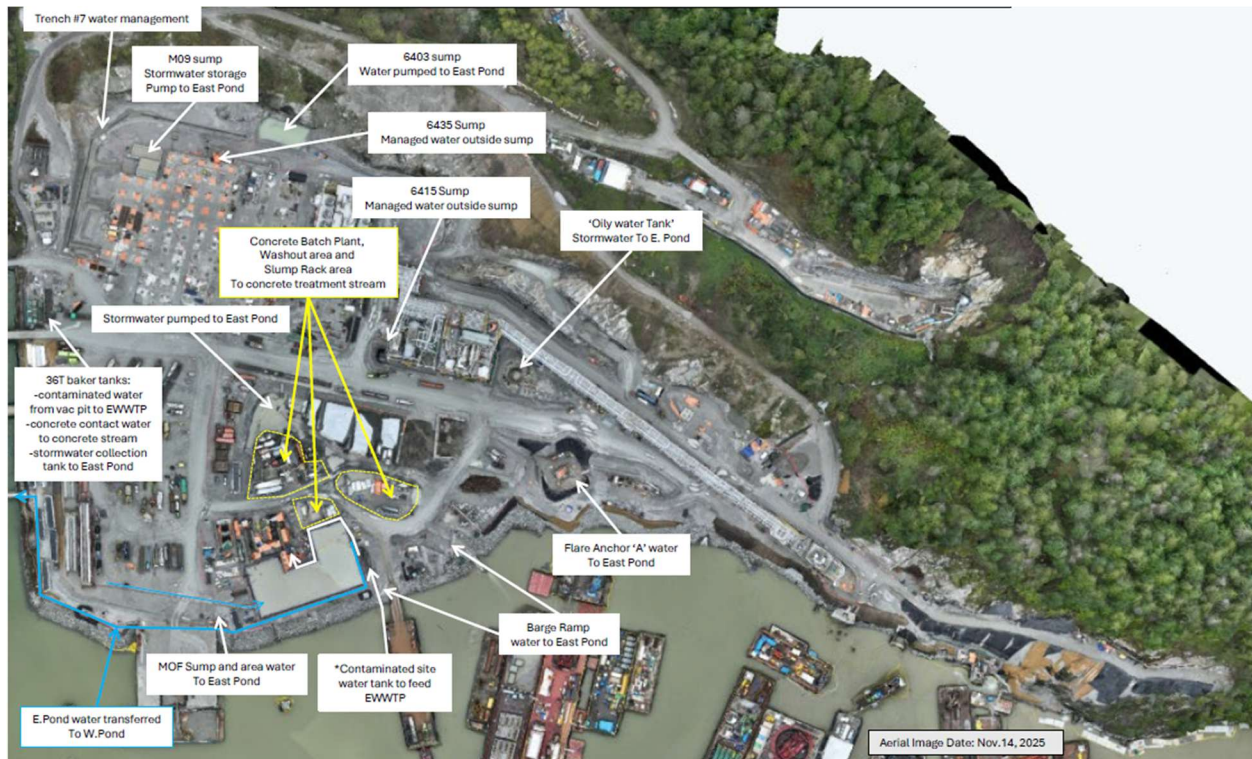 Trench #7 water management
M09 sump
Stormwater storage
Pump to East Pond
6403 sump
Water pumped to East Pond
6435 Sump
Managed water outside sump
6415 Sump
Managed water outside sump
'Oily water Tank'
Stormwater To E. Pond
Concrete Batch Plant,
Washout area and
Slump Rack area
To concrete treatment stream
Stormwater pumped to East Pond
36T baker tanks:
-contaminated water
from vac pit to EWWTP
-concrete contact water
to concrete stream
-stormwater collection
tank to East Pond
Flare Anchor 'A' water
To East Pond
Barge Ramp
water to East Pond
MOF Sump and area water
To East Pond
*Contaminated site
water tank to feed
EWWTP
E.Pond water transferred
To W.Pond
Aerial Image Date: Nov.14, 2025